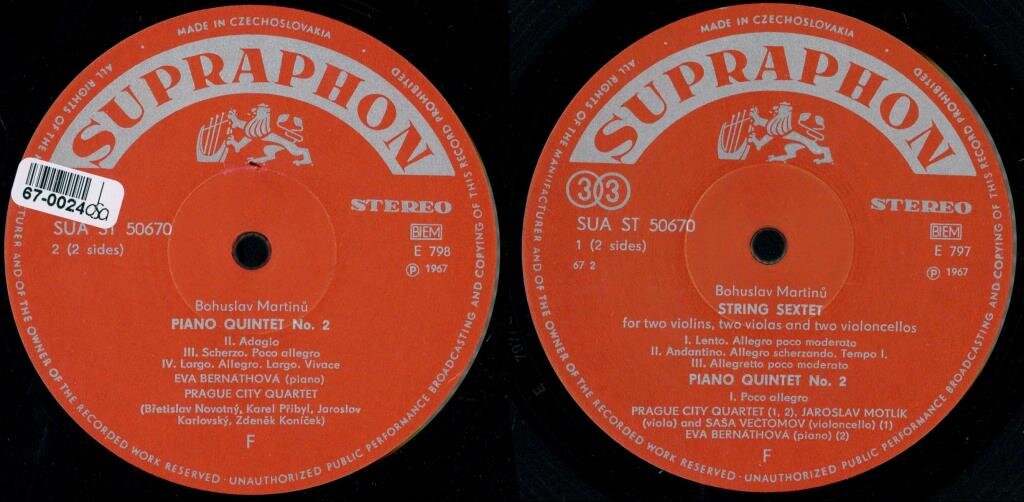 MADE IN CZECHOSLOVAKIA
ALL RIGHTS OF THE MANUFACTURER AND OF THE OWNER OF THE RECORDED WORK RESERVED · UNAUTHORIZED PUBLIC PERFORMANCE BROADCASTING AND COPYING OF THIS RECORD PROHIBITED
SUPRAPHON
67-0024
STEREO
SUA ST 50670
BIEM
2 (2 sides)
E 798
℗ 1967
Bohuslav Martinů
PIANO QUINTET No. 2
II. Adagio
III. Scherzo. Poco allegro
IV. Largo. Allegro. Largo. Vivace
EVA BERNÁTHOVÁ (piano)
PRAGUE CITY QUARTET
(Břetislav Novotný, Karel Přibyl, Jaroslov
Karlovský, Zdeněk Koníček)
F
MADE IN CZECHOSLOVAKIA
ALL RIGHTS OF THE MANUFACTURER AND OF THE OWNER OF THE RECORDED WORK RESERVED · UNAUTHORIZED PUBLIC PERFORMANCE BROADCASTING AND COPYING OF THIS RECORD PROHIBITED
SUPRAPHON
33
STEREO
SUA ST 50670
BIEM
1 (2 sides)
E 797
67 2
℗ 1967
Bohuslav Martinů
STRING SEXTET
for two violins, two violas and two violoncellos
I. Lento. Allegro poco moderato
II. Andantino. Allegro scherzando. Tempo I.
III. Allegretto poco moderato
PIANO QUINTET No. 2
I. Poco allegro
PRAGUE CITY QUARTET (1, 2), JAROSLAV MOTLÍK
(viola) and SAŠA VEČTOMOV (violoncello) (1)
EVA BERNÁTHOVÁ (piano) (2)
F